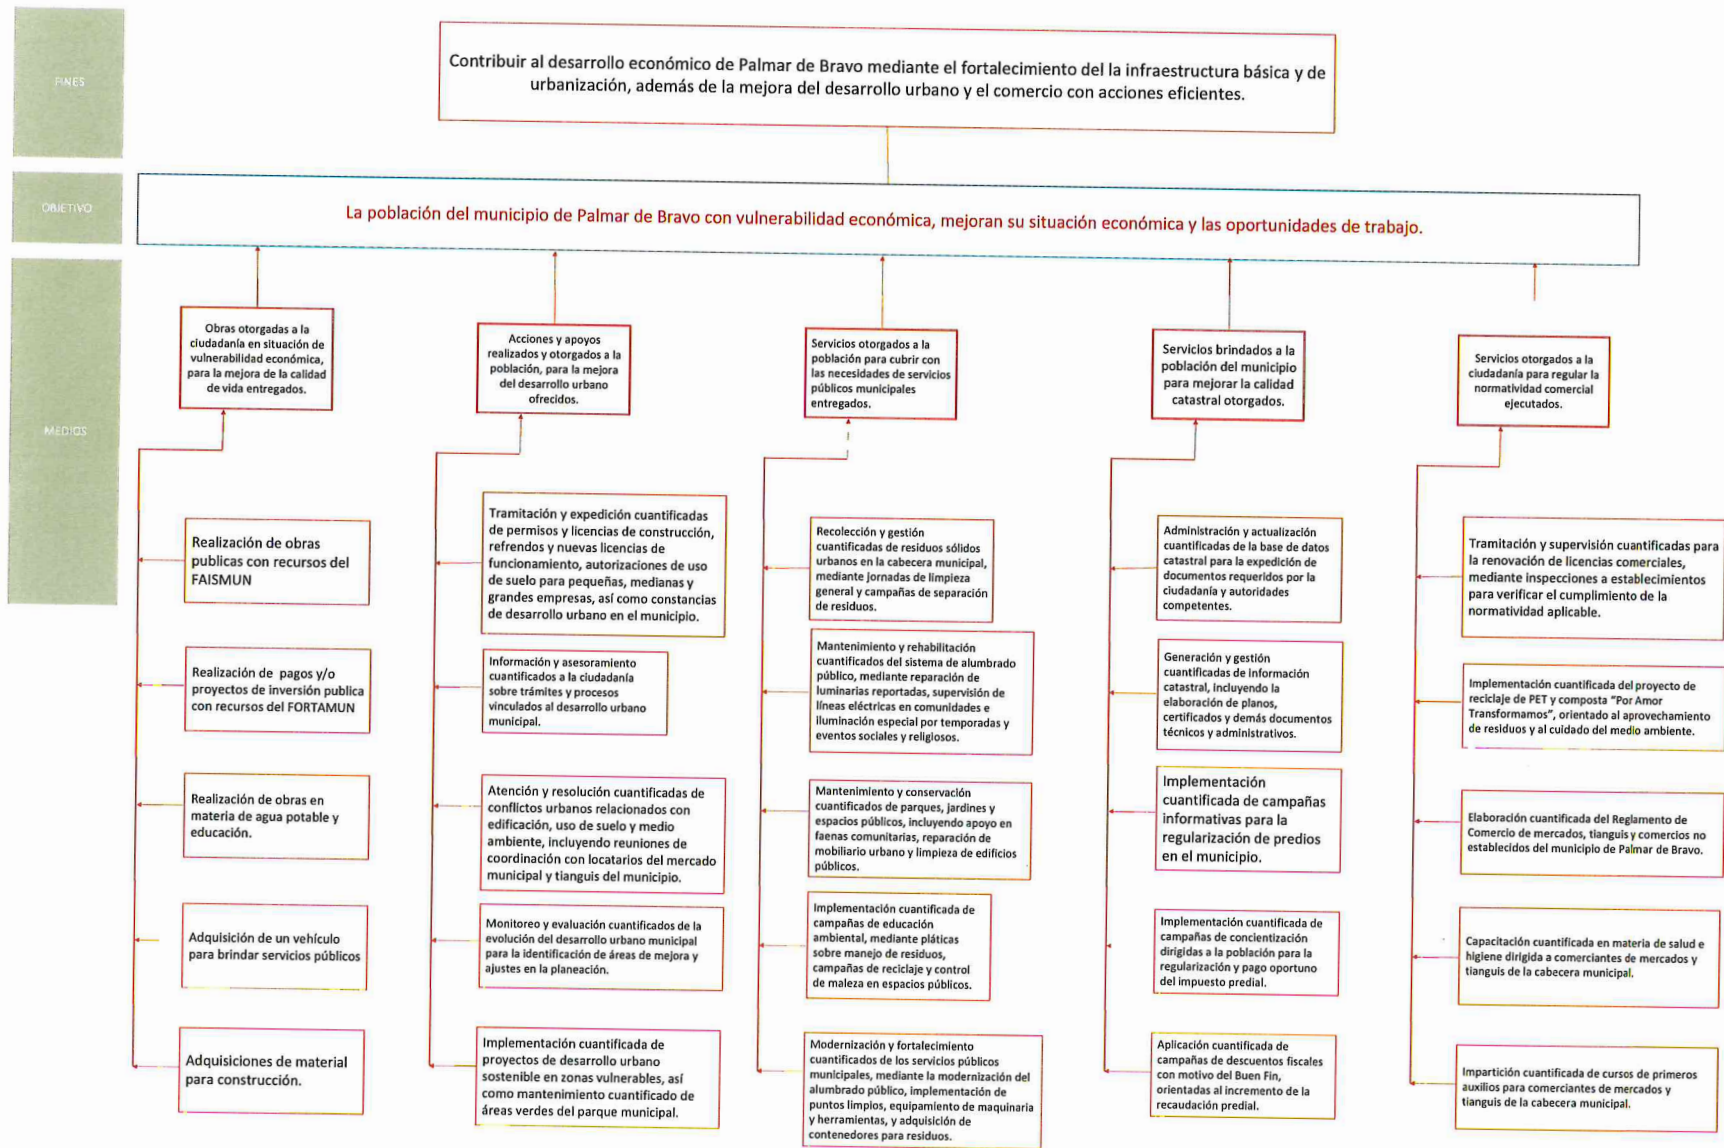 FINES
Contribuir al desarrollo económico de Palmar de Bravo mediante el fortalecimiento del la infraestructura básica y de
urbanización, además de la mejora del desarrollo urbano y el comercio con acciones eficientes.
OBJETIVO
La población del municipio de Palmar de Bravo con vulnerabilidad económica, mejoran su situación económica y las oportunidades de trabajo.
MEDIOS
Obras otorgadas a la
ciudadanía en situación de
vulnerabilidad económica,
para la mejora de la calidad
de vida entregados.
Realización de obras
publicas con recursos del
FAISMUN
Realización de pagos y/o
proyectos de inversión publica
con recursos del FORTAMUN
Realización de obras en
materia de agua potable y
educación.
Adquisición de un vehículo
para brindar servicios públicos
Adquisiciones de material
para construcción.
Acciones y apoyos
realizados y otorgados a la
población, para la mejora
del desarrollo urbano
ofrecidos.
Tramitación y expedición cuantificadas
de permisos y licencias de construcción,
refrendos y nuevas licencias de
funcionamiento, autorizaciones de uso
de suelo para pequeñas, medianas y
grandes empresas, así como constancias
de desarrollo urbano en el municipio.
Información y asesoramiento
cuantificados a la ciudadanía
sobre trámites y procesos
vinculados al desarrollo urbano
municipal.
Atención y resolución cuantificadas de
conflictos urbanos relacionados con
edificación, uso de suelo y medio
ambiente, incluyendo reuniones de
coordinación con locatarios del mercado
municipal y tianguis del municipio.
Monitoreo y evaluación cuantificados de la
evolución del desarrollo urbano municipal
para la identificación de áreas de mejora y
ajustes en la planeación.
Implementación cuantificada de
proyectos de desarrollo urbano
sostenible en zonas vulnerables, así
como mantenimiento cuantificado de
áreas verdes del parque municipal.
Servicios otorgados a la
población para cubrir con
las necesidades de servicios
públicos municipales
entregados.
Recolección y gestión
cuantificadas de residuos sólidos
urbanos en la cabecera municipal,
mediante jornadas de limpieza
general y campañas de separación
de residuos.
Mantenimiento y rehabilitación
cuantificados del sistema de alumbrado
público, mediante reparación de
luminarias reportadas, supervisión de
líneas eléctricas en comunidades e
iluminación especial por temporadas y
eventos sociales y religiosos.
Mantenimiento y conservación
cuantificados de parques, jardines y
espacios públicos, incluyendo apoyo en
faenas comunitarias, reparación de
mobiliario urbano y limpieza de edificios
públicos.
Implementación cuantificada de
campañas de educación
ambiental, mediante pláticas
sobre manejo de residuos,
campañas de reciclaje y control
de maleza en espacios públicos.
Modernización y fortalecimiento
cuantificados de los servicios públicos
municipales, mediante la modernización del
alumbrado público, implementación de
puntos limpios, equipamiento de maquinaria
y herramientas, y adquisición de
contenedores para residuos.
Servicios brindados a la
población del municipio
para mejorar la calidad
catastral otorgados.
Administración y actualización
cuantificadas de la base de datos
catastral para la expedición de
documentos requeridos por la
ciudadanía y autoridades
competentes.
Generación y gestión
cuantificadas de información
catastral, incluyendo la
elaboración de planos,
certificados y demás documentos
técnicos y administrativos.
Implementación
cuantificada de campañas
informativas para la
regularización de predios
en el municipio.
Implementación cuantificada de
campañas de concientización
dirigidas a la población para la
regularización y pago oportuno
del impuesto predial.
Aplicación cuantificada de
campañas de descuentos fiscales
con motivo del Buen Fin,
orientadas al incremento de la
recaudación predial.
Servicios otorgados a la
ciudadanía para regular la
normatividad comercial
ejecutados.
Tramitación y supervisión cuantificadas para
la renovación de licencias comerciales,
mediante inspecciones a establecimientos
para verificar el cumplimiento de la
normatividad aplicable.
Implementación cuantificada del proyecto de
reciclaje de PET y composta "Por Amor
Transformamos", orientado al aprovechamiento
de residuos y al cuidado del medio ambiente.
Elaboración cuantificada del Reglamento de
Comercio de mercados, tianguis y comercios no
establecidos del municipio de Palmar de Bravo.
Capacitación cuantificada en materia de salud e
higiene dirigida a comerciantes de mercados y
tianguis de la cabecera municipal.
Impartición cuantificada de cursos de primeros
auxilios para comerciantes de mercados y
tianguis de la cabecera municipal.